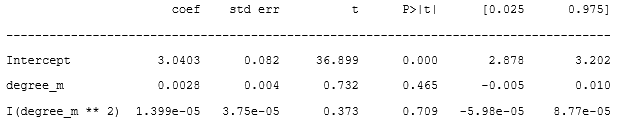 coef std err t P>|t| [0.025 0.975]
------------------------------------------------------------------------------------
Intercept 3.0403 0.082 36.899 0.000 2.878 3.202
degree_m 0.0028 0.004 0.732 0.465 -0.005 0.010
I(degree_m ** 2) 1.399e-05 3.75e-05 0.373 0.709 -5.98e-05 8.77e-05